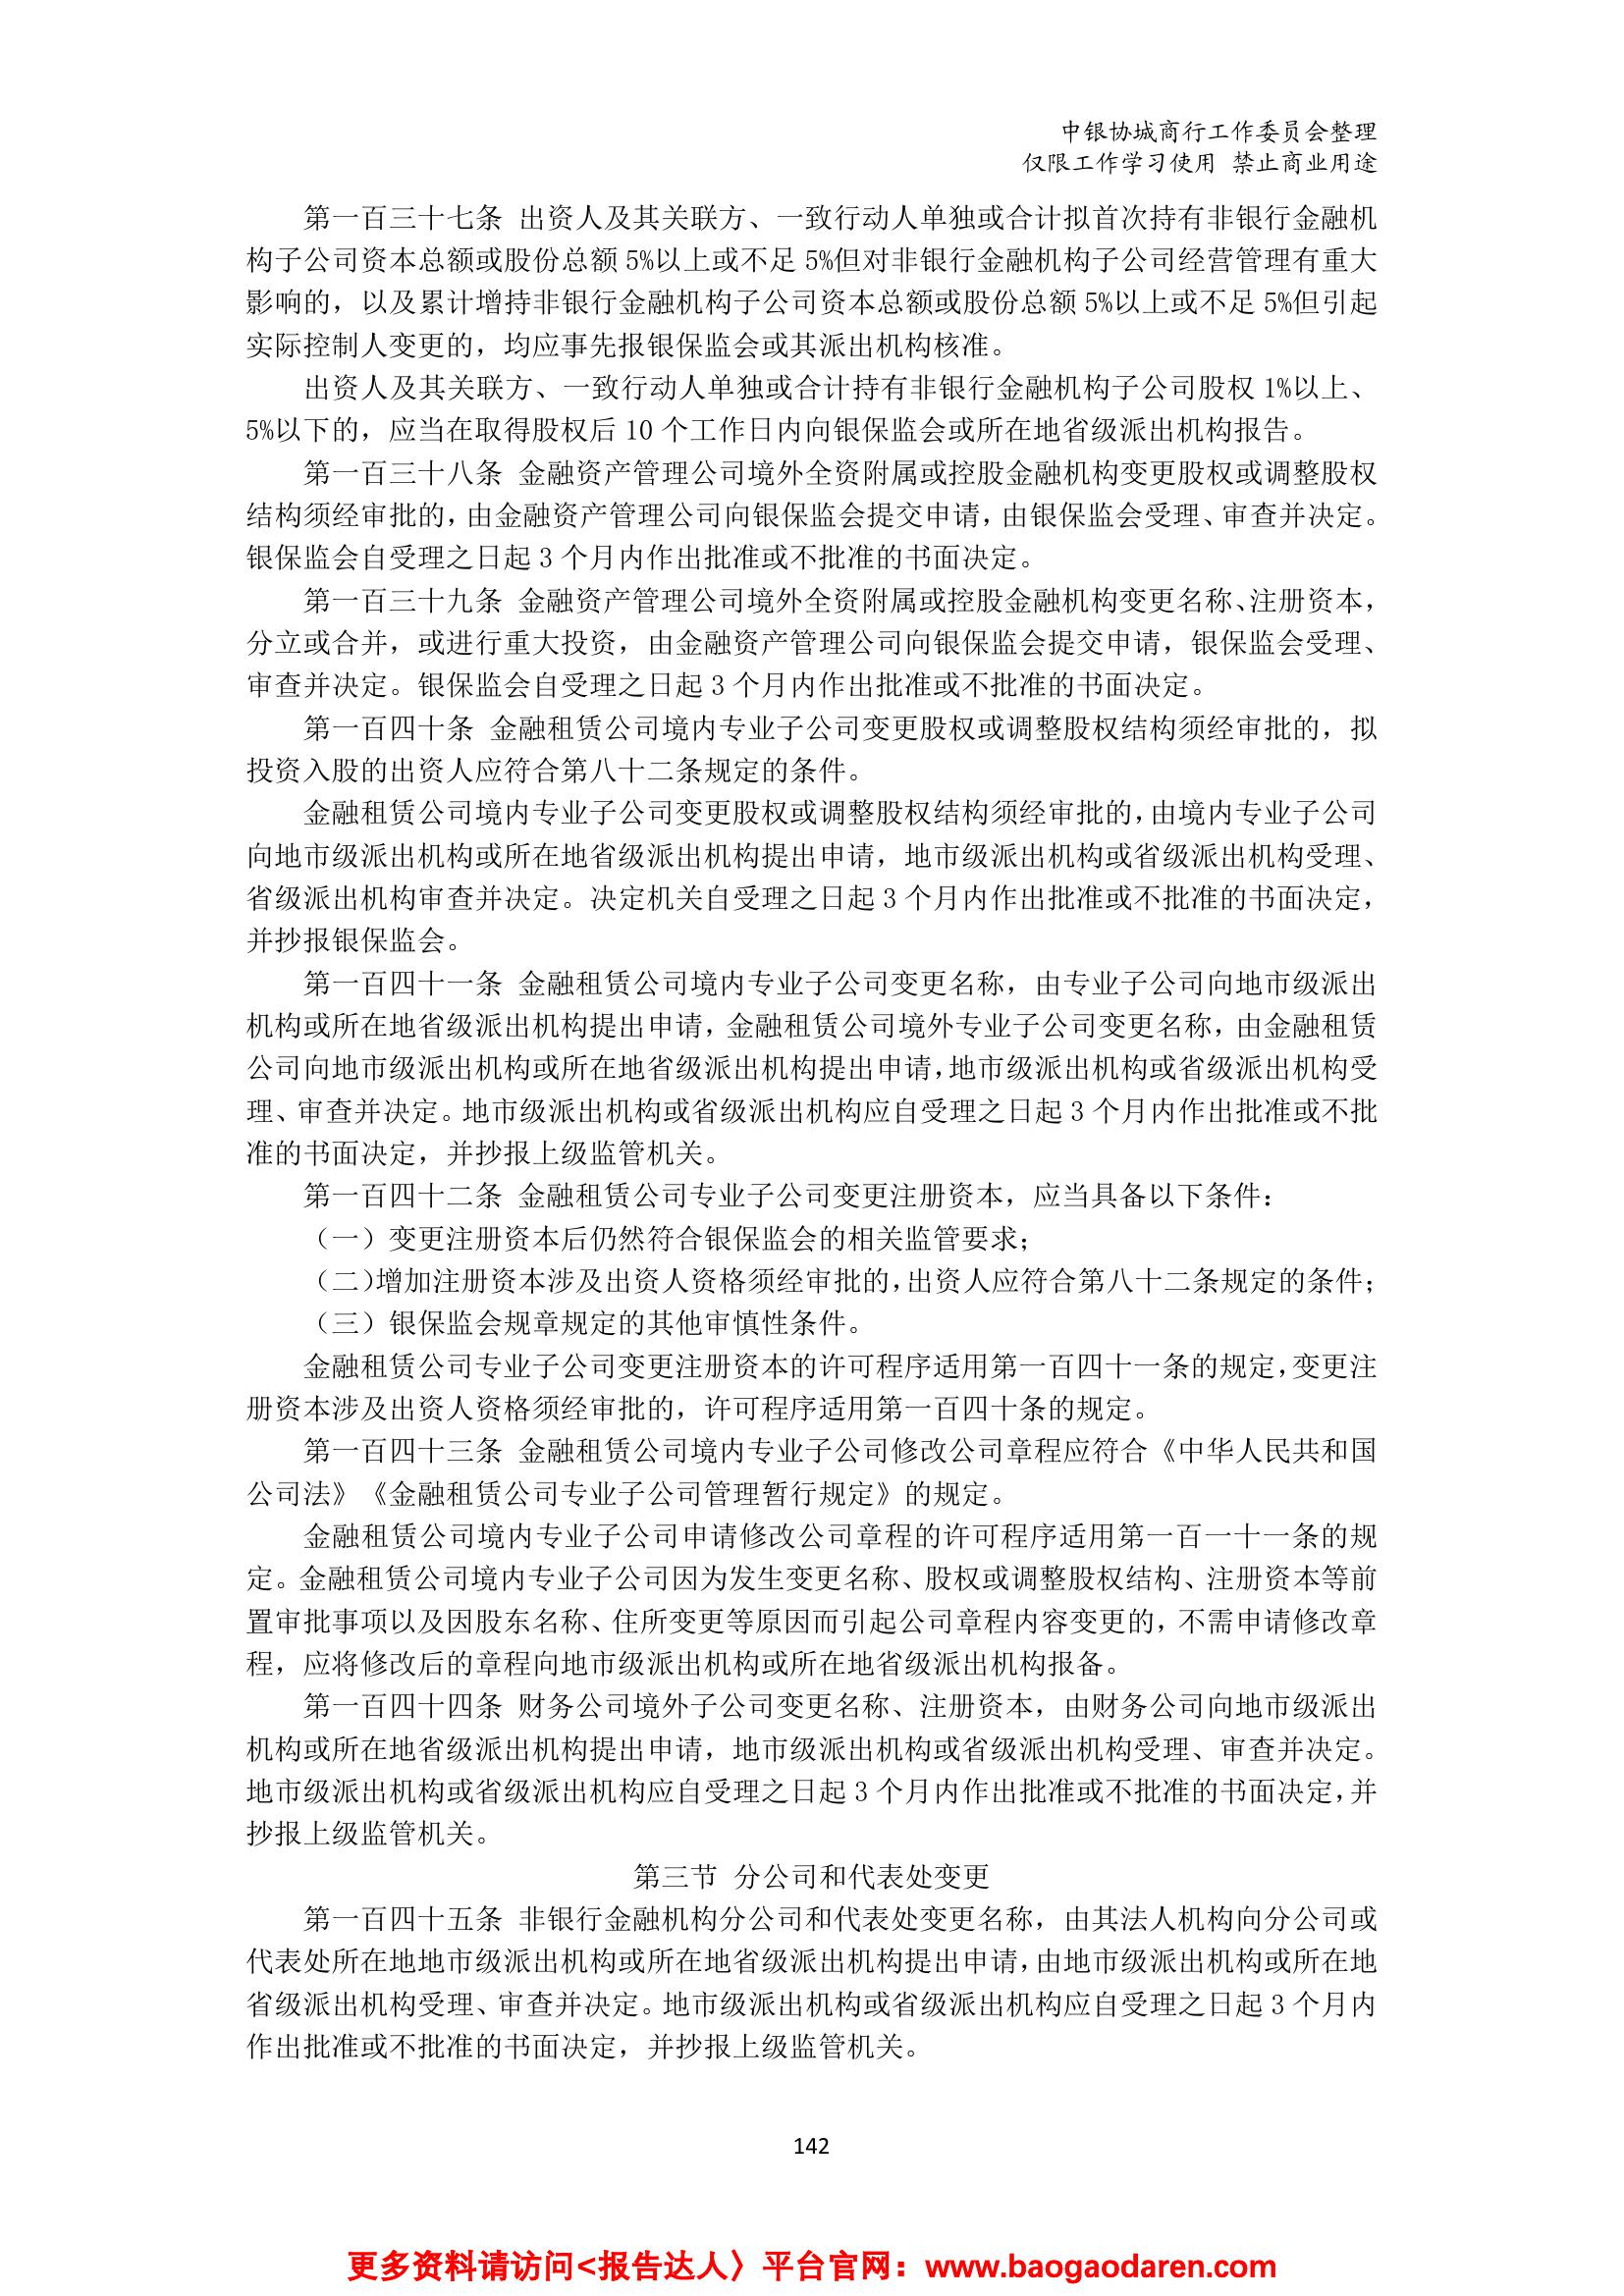 中银协城商行工作委员会整理
仅限工作学习使用 禁止商业用途
第一百三十七条 出资人及其关联方、一致行动人单独或合计拟首次持有非银行金融机
构子公司资本总额或股份总额 5%以上或不足 5%但对非银行金融机构子公司经营管理有重大
影响的，以及累计增持非银行金融机构子公司资本总额或股份总额 5%以上或不足 5%但引起
实际控制人变更的，均应事先报银保监会或其派出机构核准。
出资人及其关联方、一致行动人单独或合计持有非银行金融机构子公司股权 1%以上、
5%以下的，应当在取得股权后 10 个工作日内向银保监会或所在地省级派出机构报告。
第一百三十八条 金融资产管理公司境外全资附属或控股金融机构变更股权或调整股权
结构须经审批的，由金融资产管理公司向银保监会提交申请，由银保监会受理、审查并决定。
银保监会自受理之日起 3 个月内作出批准或不批准的书面决定。
第一百三十九条 金融资产管理公司境外全资附属或控股金融机构变更名称、注册资本，
分立或合并，或进行重大投资，由金融资产管理公司向银保监会提交申请，银保监会受理、
审查并决定。银保监会自受理之日起 3 个月内作出批准或不批准的书面决定。
第一百四十条 金融租赁公司境内专业子公司变更股权或调整股权结构须经审批的，拟
投资入股的出资人应符合第八十二条规定的条件。
金融租赁公司境内专业子公司变更股权或调整股权结构须经审批的，由境内专业子公司
向地市级派出机构或所在地省级派出机构提出申请，地市级派出机构或省级派出机构受理、
省级派出机构审查并决定。决定机关自受理之日起 3 个月内作出批准或不批准的书面决定，
并抄报银保监会。
第一百四十一条 金融租赁公司境内专业子公司变更名称，由专业子公司向地市级派出
机构或所在地省级派出机构提出申请，金融租赁公司境外专业子公司变更名称，由金融租赁
公司向地市级派出机构或所在地省级派出机构提出申请，地市级派出机构或省级派出机构受
理、审查并决定。地市级派出机构或省级派出机构应自受理之日起 3 个月内作出批准或不批
准的书面决定，并抄报上级监管机关。
第一百四十二条 金融租赁公司专业子公司变更注册资本，应当具备以下条件：
（一）变更注册资本后仍然符合银保监会的相关监管要求；
（二）增加注册资本涉及出资人资格须经审批的，出资人应符合第八十二条规定的条件；
（三）银保监会规章规定的其他审慎性条件。
金融租赁公司专业子公司变更注册资本的许可程序适用第一百四十一条的规定，变更注
册资本涉及出资人资格须经审批的，许可程序适用第一百四十条的规定。
第一百四十三条 金融租赁公司境内专业子公司修改公司章程应符合《中华人民共和国
公司法》《金融租赁公司专业子公司管理暂行规定》的规定。
金融租赁公司境内专业子公司申请修改公司章程的许可程序适用第一百一十一条的规
定。金融租赁公司境内专业子公司因为发生变更名称、股权或调整股权结构、注册资本等前
置审批事项以及因股东名称、住所变更等原因而引起公司章程内容变更的，不需申请修改章
程，应将修改后的章程向地市级派出机构或所在地省级派出机构报备。
第一百四十四条 财务公司境外子公司变更名称、注册资本，由财务公司向地市级派出
机构或所在地省级派出机构提出申请，地市级派出机构或省级派出机构受理、审查并决定。
地市级派出机构或省级派出机构应自受理之日起 3 个月内作出批准或不批准的书面决定，并
抄报上级监管机关。
第三节 分公司和代表处变更
第一百四十五条 非银行金融机构分公司和代表处变更名称，由其法人机构向分公司或
代表处所在地地市级派出机构或所在地省级派出机构提出申请，由地市级派出机构或所在地
省级派出机构受理、审查并决定。地市级派出机构或省级派出机构应自受理之日起 3 个月内
作出批准或不批准的书面决定，并抄报上级监管机关。
142
更多资料请访问<报告达人〉平台官网：www.baogaodaren.com